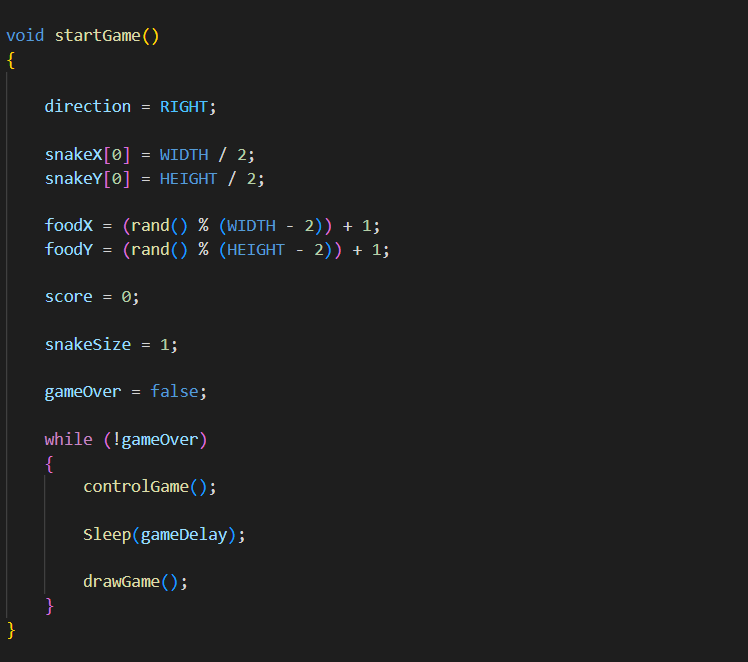 void startGame()
{
direction = RIGHT;
snakeX[0] = WIDTH / 2;
snakeY[0] = HEIGHT / 2;
foodX = (rand() % (WIDTH - 2)) + 1;
foodY = (rand() % (HEIGHT - 2)) + 1;
score = 0;
snakeSize = 1;
gameOver = false;
while (!gameOver)
{
controlGame();
Sleep(gameDelay);
drawGame();
}
}